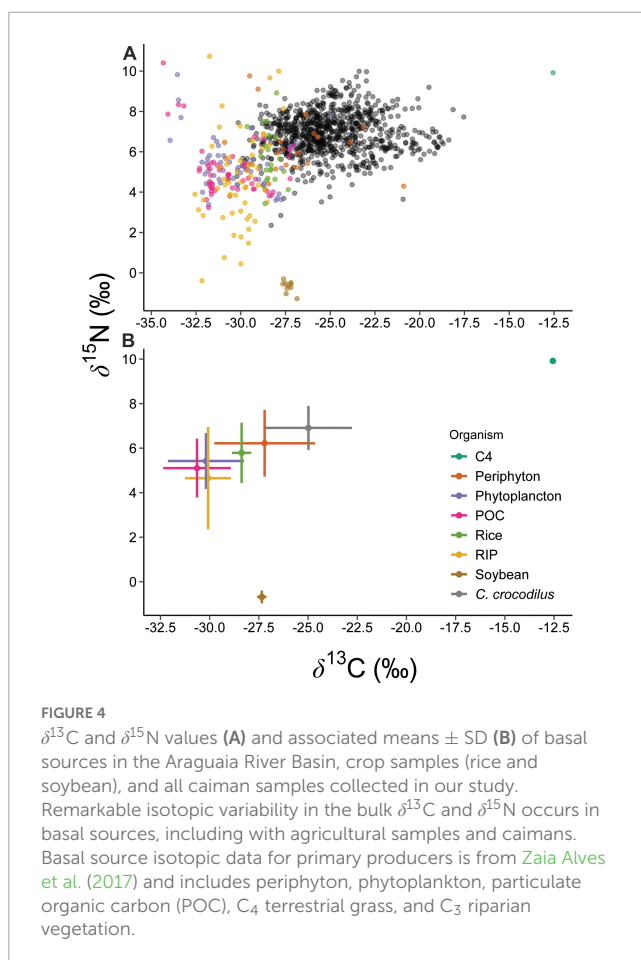 A
10
8
6
4
2
0
-35.0 -32.5 -30.0 -27.5 -25.0 -22.5 -20.0 -17.5 -15.0 -12.5
δ15N (‰)
B
10
8
6
4
2
0
Organism
C4
Periphyton
Phytoplancton
POC
Rice
RIP
Soybean
C. crocodilus
-32.5 -30.0 -27.5 -25.0 -22.5 -20.0 -17.5 -15.0 -12.5
δ13C (‰)
FIGURE 4
δ13C and δ15N values (A) and associated means ± SD (B) of basal
sources in the Araguaia River Basin, crop samples (rice and
soybean), and all caiman samples collected in our study.
Remarkable isotopic variability in the bulk δ13C and δ15N occurs in
basal sources, including with agricultural samples and caimans.
Basal source isotopic data for primary producers is from Zaia Alves
et al. (2017) and includes periphyton, phytoplankton, particulate
organic carbon (POC), C4 terrestrial grass, and C3 riparian
vegetation.